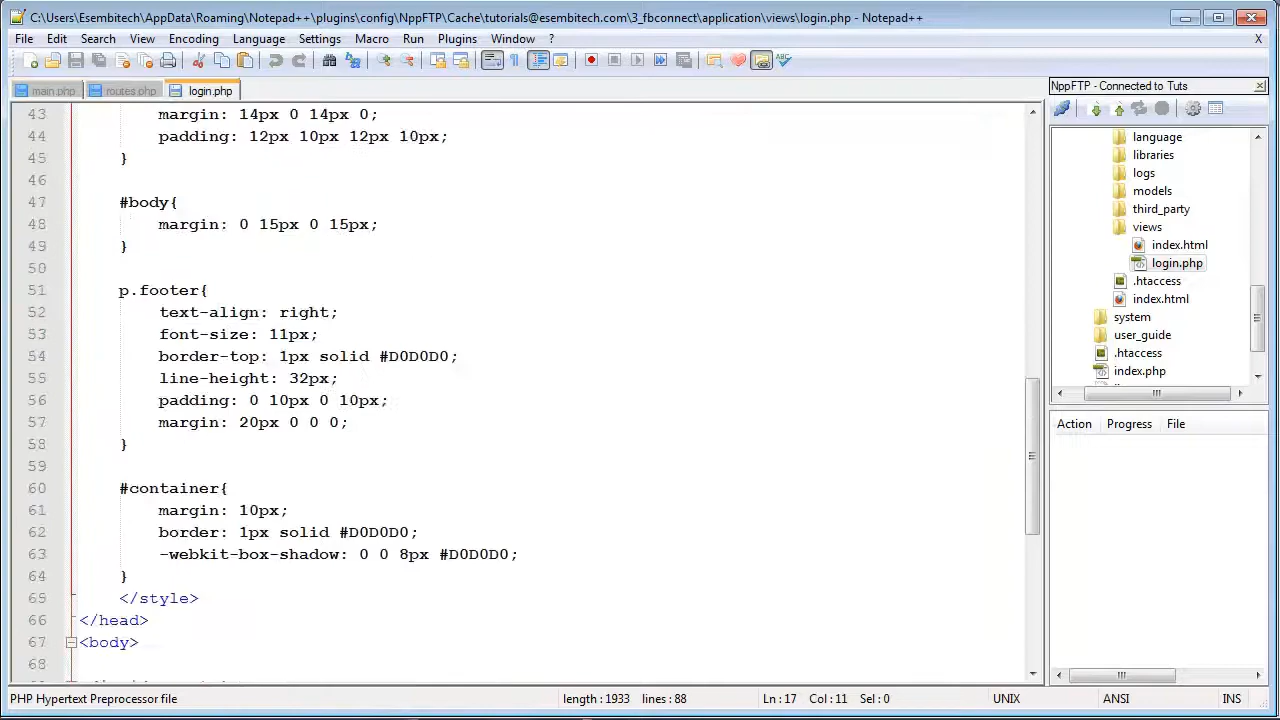 C:\Users\Esembitech\AppData\Roaming\Notepad++\plugins\config\NppFTP\Cache\tutorials@esembitech.com\3_fbconnect\application\views\login.php - Notepad++
File Edit Search View Encoding Language Settings Macro Run Plugins Window ? X
main.php routes.php login.php
43 margin: 14px 0 14px 0;
44 padding: 12px 10px 12px 10px;
45 }
46
47 #body{
48 margin: 0 15px 0 15px;
49 }
50
51 p.footer{
52 text-align: right;
53 font-size: 11px;
54 border-top: 1px solid #D0D0D0;
55 line-height: 32px;
56 padding: 0 10px 0 10px;
57 margin: 20px 0 0 0;
58 }
59
60 #container{
61 margin: 10px;
62 border: 1px solid #D0D0D0;
63 -webkit-box-shadow: 0 0 8px #D0D0D0;
64 }
65 </style>
66 </head>
67 <body>
68
NppFTP - Connected to Tuts
language
libraries
logs
models
third_party
views
index.html
login.php
.htaccess
index.html
system
user_guide
.htaccess
index.php
Action Progress File
PHP Hypertext Preprocessor file length : 1933 lines : 88 Ln : 17 Col : 11 Sel : 0 UNIX ANSI INS